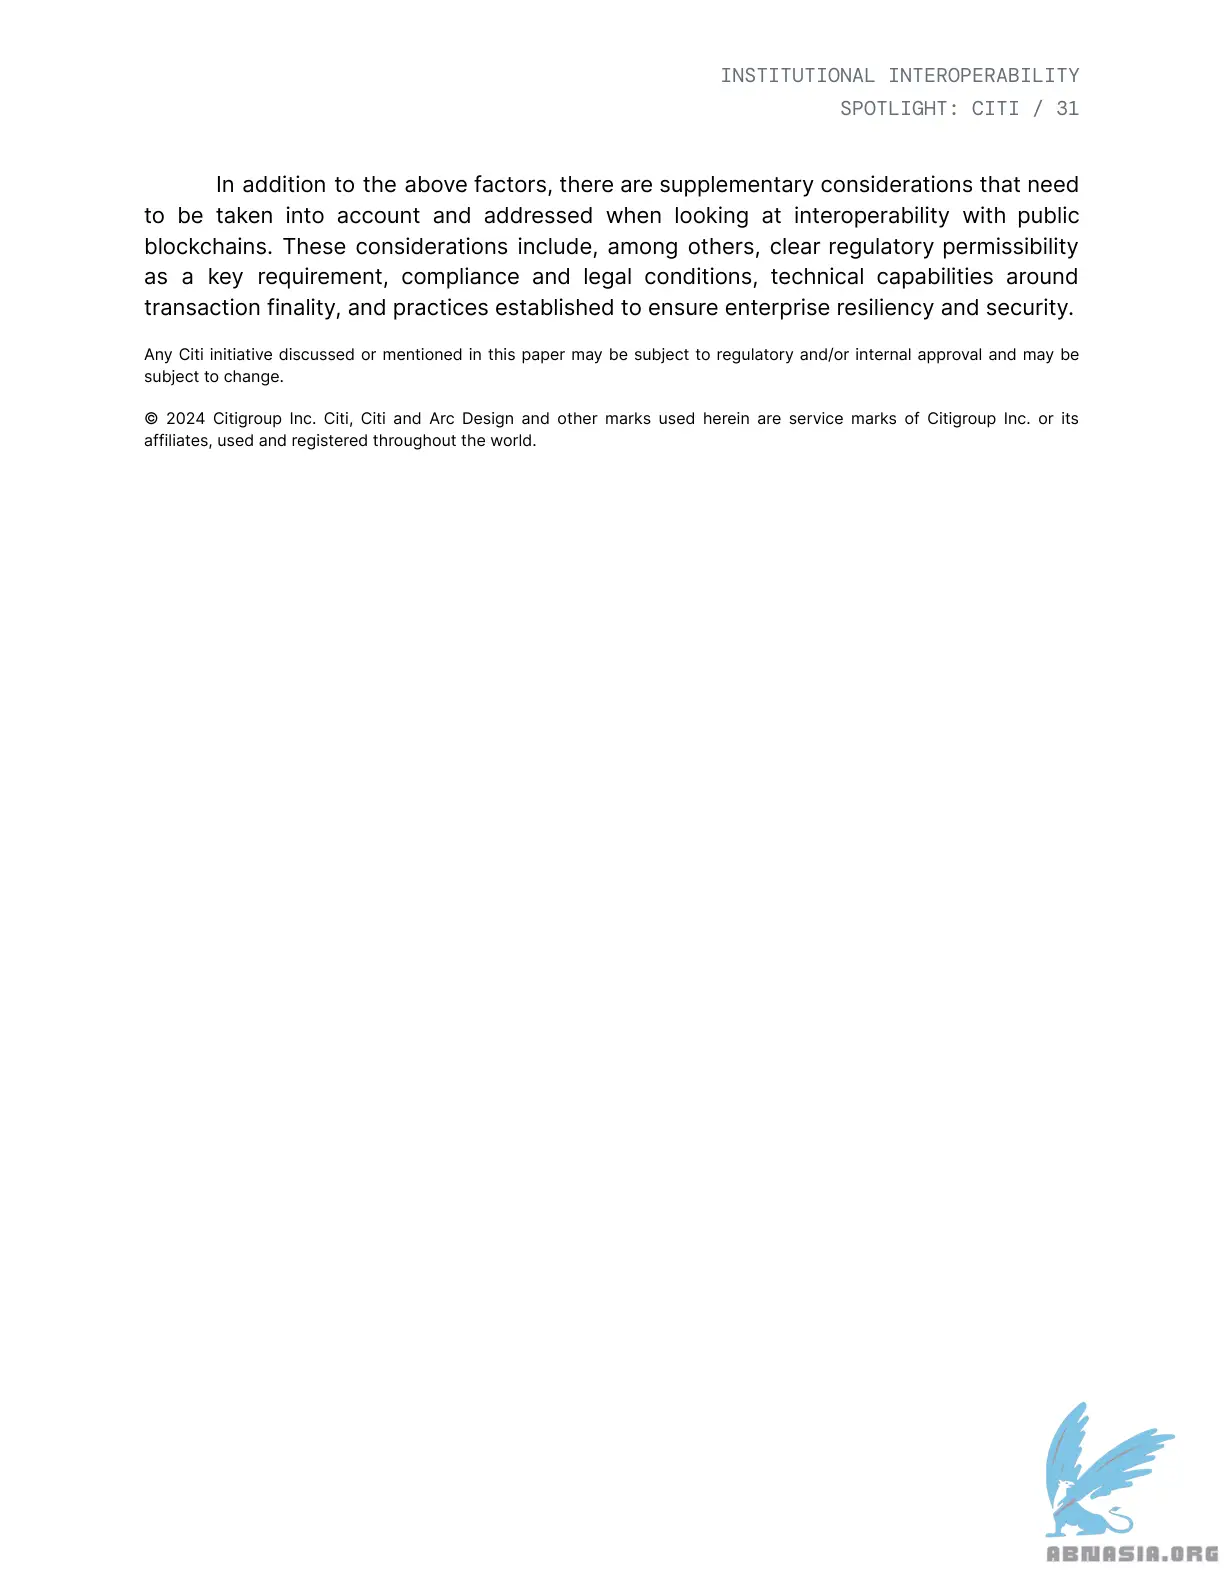 INSTITUTIONAL INTEROPERABILITY
SPOTLIGHT: CITI / 31
In addition to the above factors, there are supplementary considerations that need
to be taken into account and addressed when looking at interoperability with public
blockchains. These considerations include, among others, clear regulatory permissibility
as a key requirement, compliance and legal conditions, technical capabilities around
transaction finality, and practices established to ensure enterprise resiliency and security.
Any Citi initiative discussed or mentioned in this paper may be subject to regulatory and/or internal approval and may be
subject to change.
© 2024 Citigroup Inc. Citi, Citi and Arc Design and other marks used herein are service marks of Citigroup Inc. or its
affiliates, used and registered throughout the world.
ABNASIA.ORG